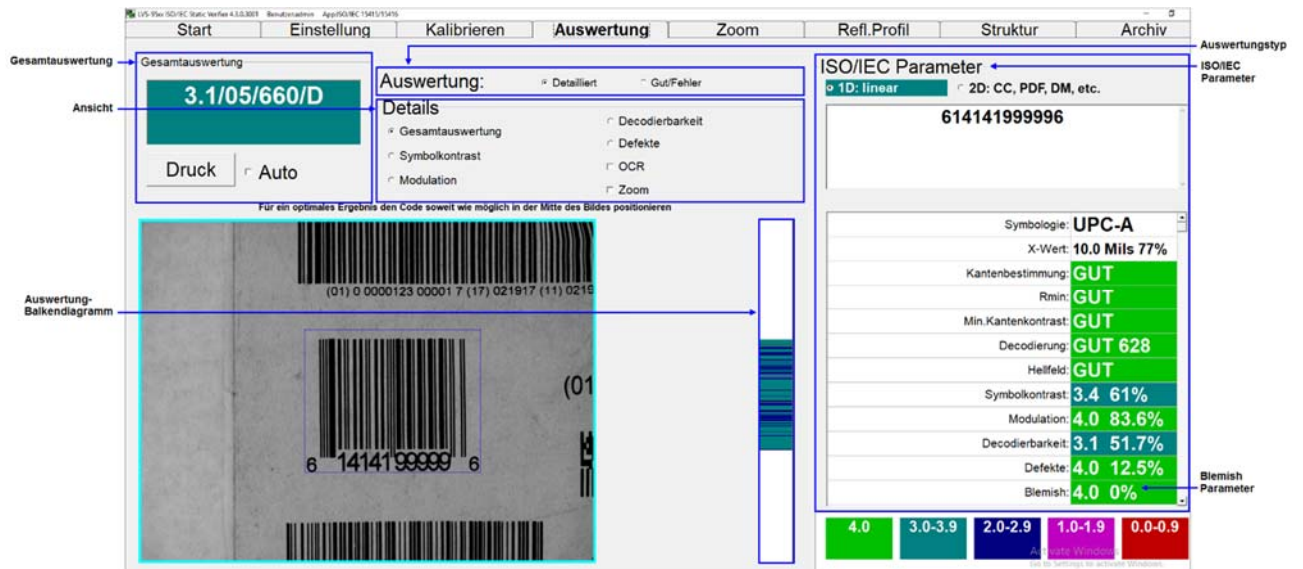 LVS-95xx ISO/IEC Static Verifier 4.3.0.3001 Benutzer:admin App:ISO/IEC 15415/15416
Start Einstellung Kalibrieren Auswertung Zoom Refl.Profil Struktur Archiv
Auswertungstyp
Gesamtauswertung
Gesamtauswertung
3.1/05/660/D
Druck
Auto
Ansicht
Auswertung:
Detailliert
Gut/Fehler
Details
Gesamtauswertung
Symbolkontrast
Modulation
Decodierbarkeit
Defekte
OCR
Zoom
ISO/IEC Parameter
ISO/IEC
Parameter
1D: linear
2D: CC, PDF, DM, etc.
614141999996
Für ein optimales Ergebnis den Code soweit wie möglich in der Mitte des Bildes positionieren
(01) 0 0000123 00001 7 (17) 021917 (11) 0219
(01
6 14141 99999 6
Auswertung-
Balkendiagramm
Symbologie: UPC-A
X-Wert: 10.0 Mils 77%
Kantenbestimmung: GUT
Rmin: GUT
Min.Kantenkontrast: GUT
Decodierung: GUT 628
Hellfeld: GUT
Symbolkontrast: 3.4 61%
Modulation: 4.0 83.6%
Decodierbarkeit: 3.1 51.7%
Defekte: 4.0 12.5%
Blemish: 4.0 0%
Blemish
Parameter
4.0 3.0-3.9 2.0-2.9 1.0-1.9 0.0-0.9
Activate Windows
Go to Settings to activate Windows.